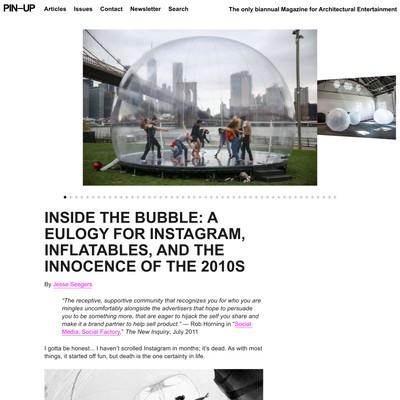 PIN–UP Articles Issues Contact Newsletter Search The only biannual Magazine for Architectural Entertainment
INSIDE THE BUBBLE: A
EULOGY FOR INSTAGRAM,
INFLATABLES, AND THE
INNOCENCE OF THE 2010S
By Jesse Seegers
“The receptive, supportive community that recognizes you for who you are
mingles uncomfortably alongside the advertisers that hope to persuade
you to be something more, that are eager to hijack the self you share and
make it a brand partner to help sell product.” — Rob Horning in “Social
Media, Social Factory,” The New Inquiry, July 2011
I gotta be honest... I haven’t scrolled Instagram in months; it’s dead. As with most
things, it started off fun, but death is the one certainty in life.